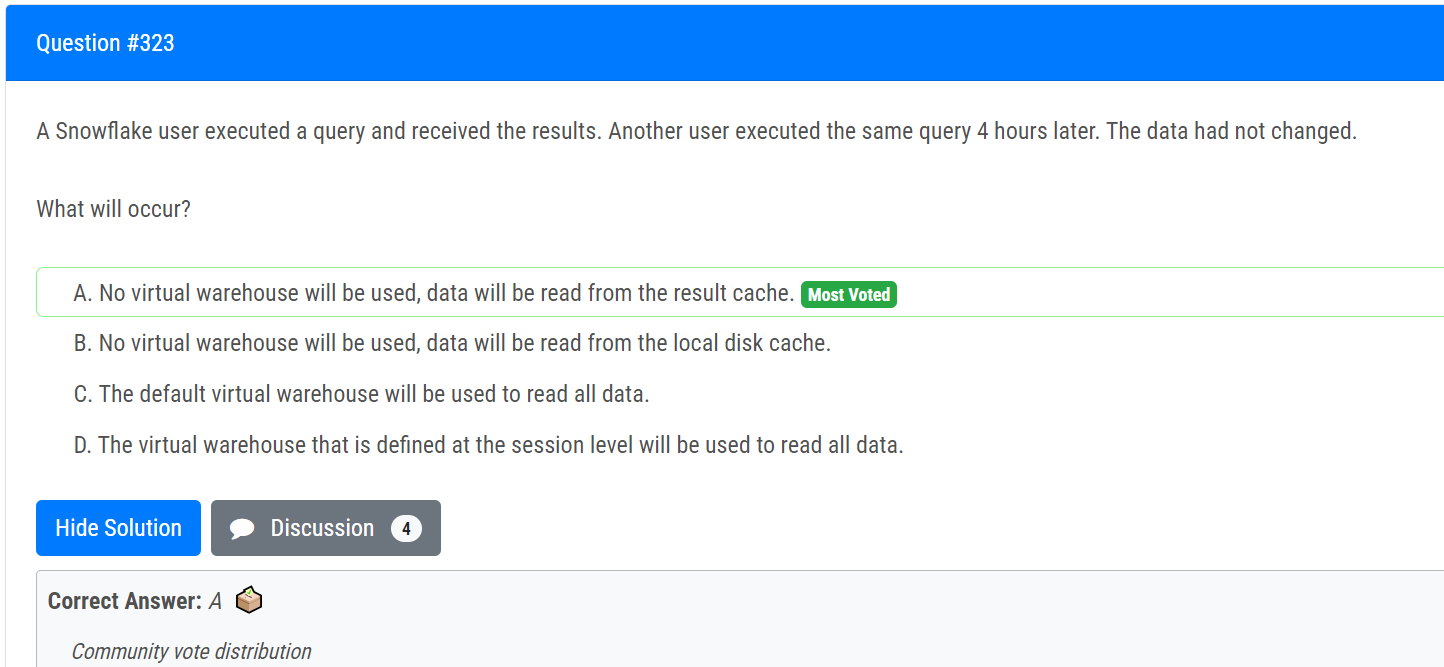 Question #323
A Snowflake user executed a query and received the results. Another user executed the same query 4 hours later. The data had not changed.
What will occur?
A. No virtual warehouse will be used, data will be read from the result cache. Most Voted
B. No virtual warehouse will be used, data will be read from the local disk cache.
C. The default virtual warehouse will be used to read all data.
D. The virtual warehouse that is defined at the session level will be used to read all data.
Hide Solution Discussion 4
Correct Answer: A
Community vote distribution